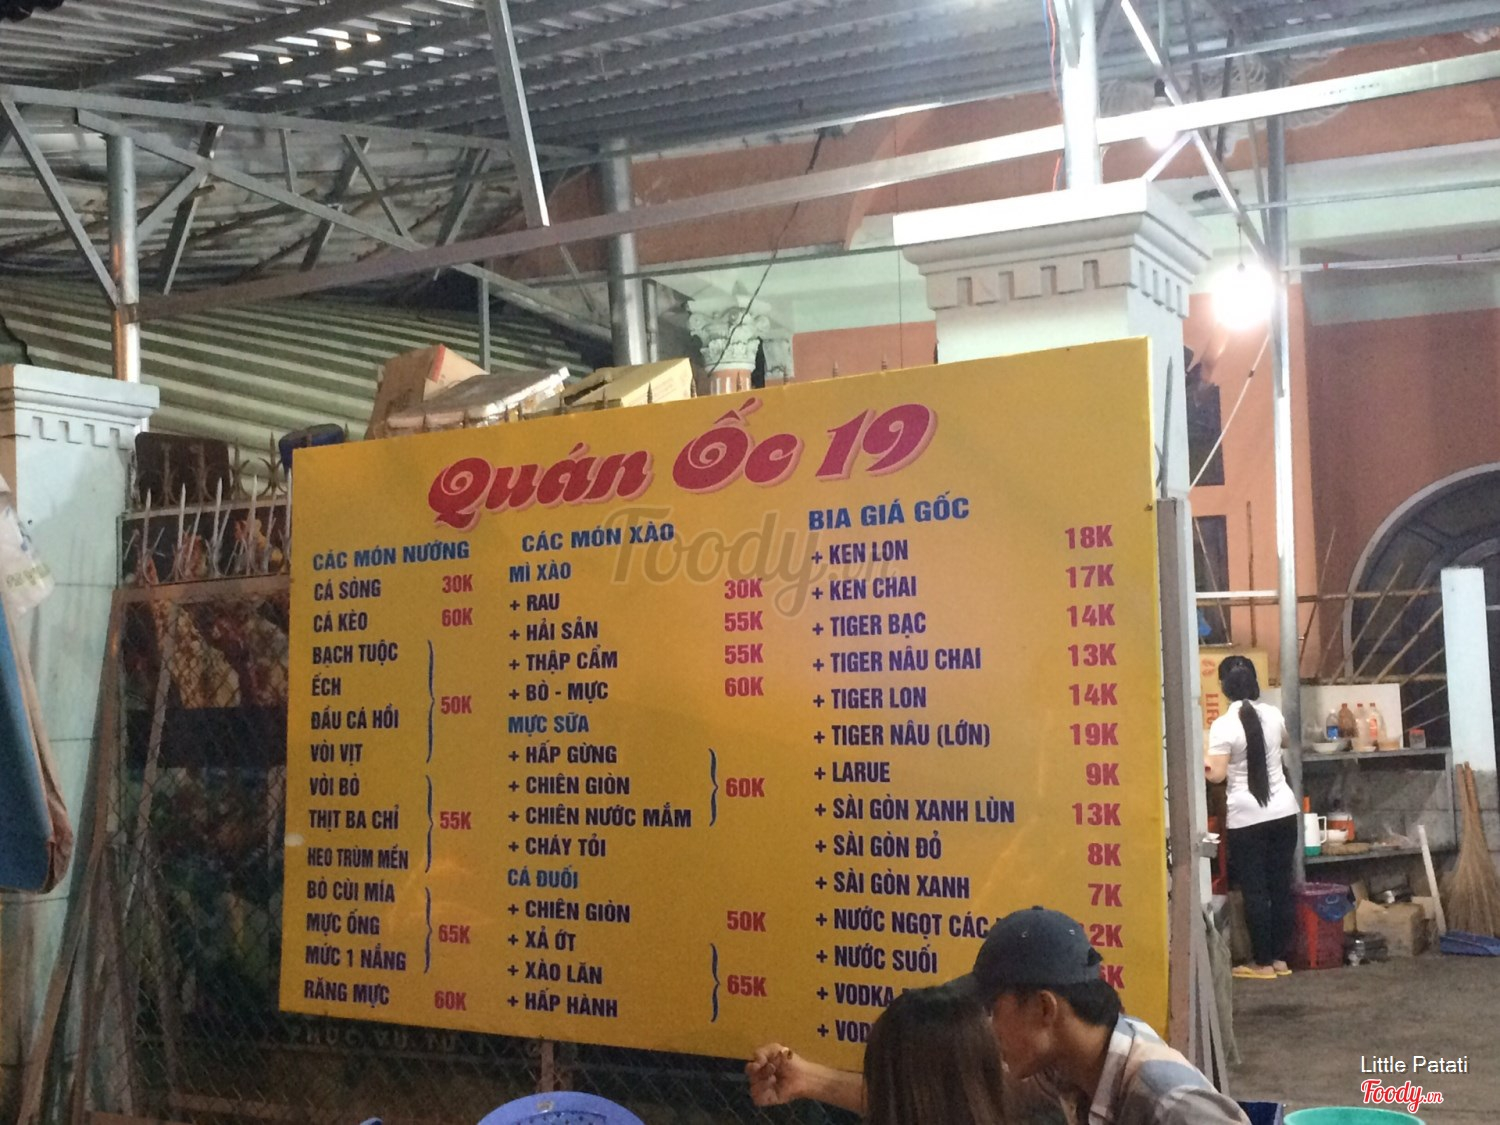 Quán Ốc 19
CÁC MÓN NƯỚNG
CÁ SÒNG 30K
CÁ KÈO 60K
BẠCH TUỘC
ẾCH
ĐẦU CÁ HỒI
VÒI VỊT
50K
VÒI BÒ
THỊT BA CHỈ
HEO TRÙM MỀN
55K
BÒ CÙI MÍA
MỰC ỐNG
MỨC 1 NẮNG
65K
RĂNG MỰC 60K
CÁC MÓN XÀO
MÌ XÀO
+ RAU 30K
+ HẢI SẢN 55K
+ THẬP CẨM 55K
+ BÒ - MỰC 60K
MỰC SỮA
+ HẤP GỪNG
+ CHIÊN GIÒN
+ CHIÊN NƯỚC MẮM
60K
+ CHÁY TỎI
CÁ ĐUỐI
+ CHIÊN GIÒN 50K
+ XẢ ỚT
+ XÀO LĂN
+ HẤP HÀNH
65K
BIA GIÁ GỐC
+ KEN LON 18K
+ KEN CHAI 17K
+ TIGER BẠC 14K
+ TIGER NÂU CHAI 13K
+ TIGER LON 14K
+ TIGER NÂU (LỚN) 19K
+ LARUE 9K
+ SÀI GÒN XANH LÙN 13K
+ SÀI GÒN ĐỎ 8K
+ SÀI GÒN XANH 7K
+ NƯỚC NGỌT CÁC 2K
+ NƯỚC SUỐI K
+ VODKA
+ VOD
Foody.vn
Little Patati
Foody.vn